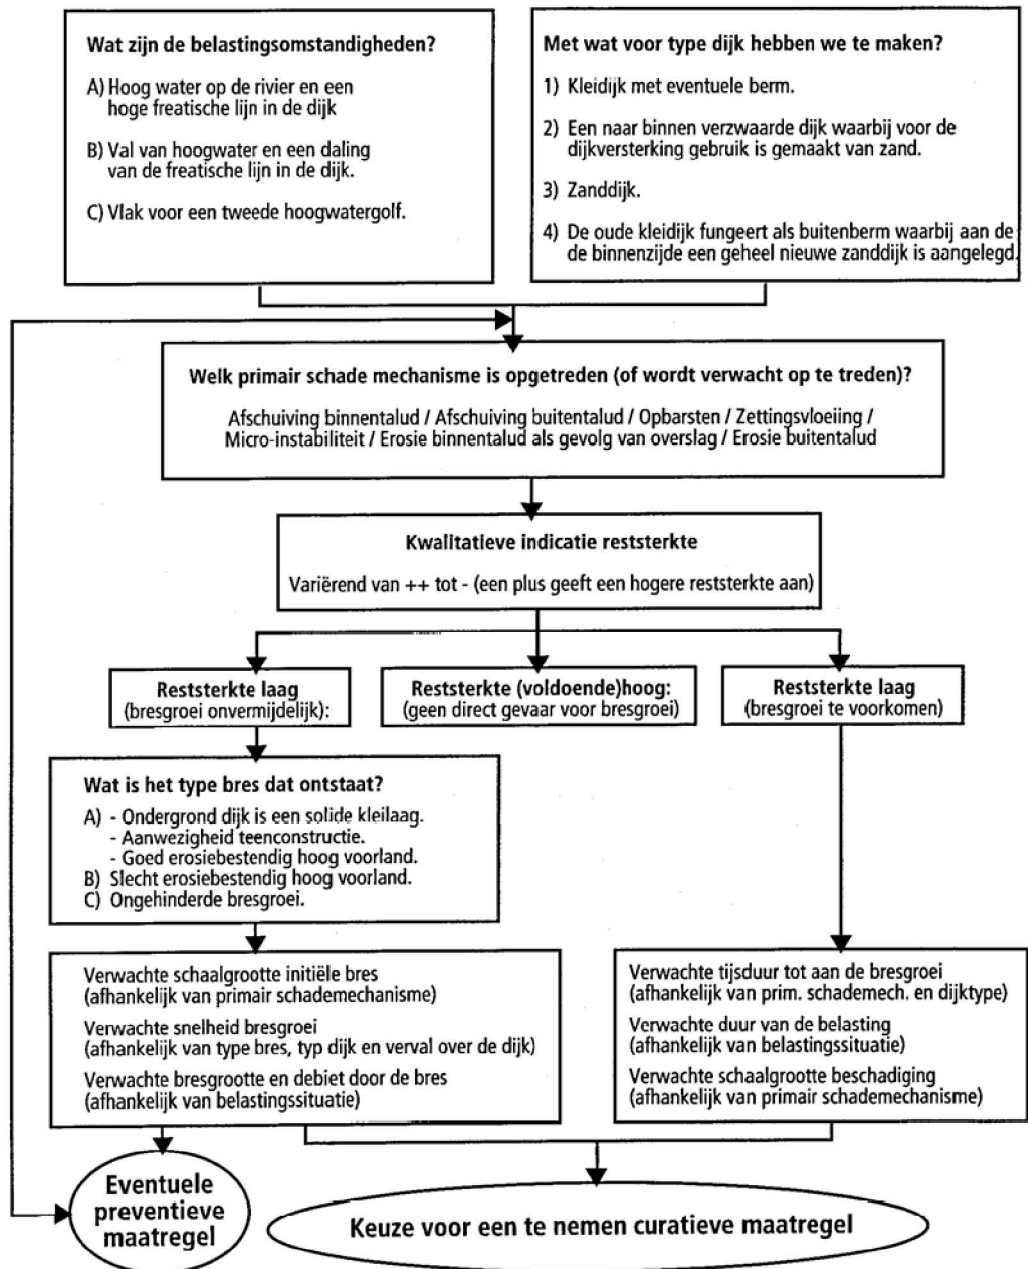 Wat zijn de belastingsomstandigheden?
A) Hoog water op de rivier en een
hoge freatische lijn in de dijk
B) Val van hoogwater en een daling
van de freatische lijn in de dijk.
C) Vlak voor een tweede hoogwatergolf.
Met wat voor type dijk hebben we te maken?
1) Kleidijk met eventuele berm.
2) Een naar binnen verzwaarde dijk waarbij voor de
dijkversterking gebruik is gemaakt van zand.
3) Zanddijk.
4) De oude kleidijk fungeert als buitenberm waarbij aan de
de binnenzijde een geheel nieuwe zanddijk is aangelegd.
Welk primair schade mechanisme is opgetreden (of wordt verwacht op te treden)?
Afschuiving binnentalud / Afschuiving buitentalud / Opbarsten / Zettingsvloeiing /
Micro-instabiliteit / Erosie binnentalud als gevolg van overslag / Erosie buitentalud
Kwalitatieve indicatie reststerkte
Variërend van ++ tot - (een plus geeft een hogere reststerkte aan)
Reststerkte laag
(bresgroei onvermijdelijk):
Reststerkte (voldoende)hoog:
(geen direct gevaar voor bresgroei)
Reststerkte laag
(bresgroei te voorkomen)
Wat is het type bres dat ontstaat?
A) - Ondergrond dijk is een solide kleilaag.
- Aanwezigheid teenconstructie.
- Goed erosiebestendig hoog voorland.
B) Slecht erosiebestendig hoog voorland.
C) Ongehinderde bresgroei.
Verwachte schaalgrootte initiële bres
(afhankelijk van primair schademechanisme)
Verwachte snelheid bresgroei
(afhankelijk van type bres, typ dijk en verval over de dijk)
Verwachte bresgrootte en debiet door de bres
(afhankelijk van belastingssituatie)
Verwachte tijsduur tot aan de bresgroei
(afhankelijk van prim. schademech. en dijktype)
Verwachte duur van de belasting
(afhankelijk van belastingssituatie)
Verwachte schaalgrootte beschadiging
(afhankelijk van primair schademechanisme)
Eventuele
preventieve
maatregel
Keuze voor een te nemen curatieve maatregel